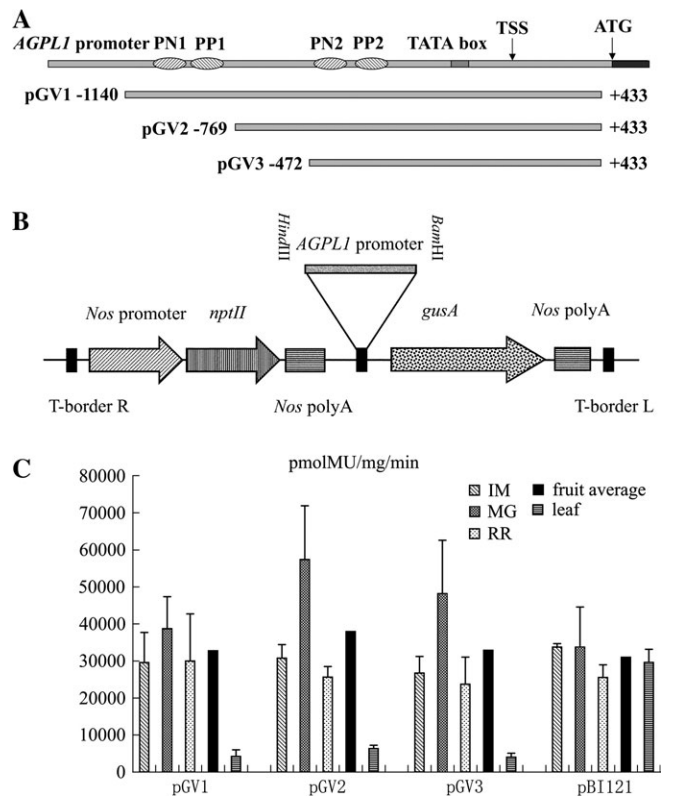 A
AGPL1 promoter PN1 PP1 PN2 PP2 TATA box TSS ATG
pGV1 -1140 +433
pGV2 -769 +433
pGV3 -472 +433
B
HindIII AGPL1 promoter BamHI
Nos promoter nptII gusA Nos polyA
T-border R Nos polyA T-border L
C
pmolMU/mg/min
IM fruit average
MG leaf
RR
80000
70000
60000
50000
40000
30000
20000
10000
0
pGV1 pGV2 pGV3 pBI121